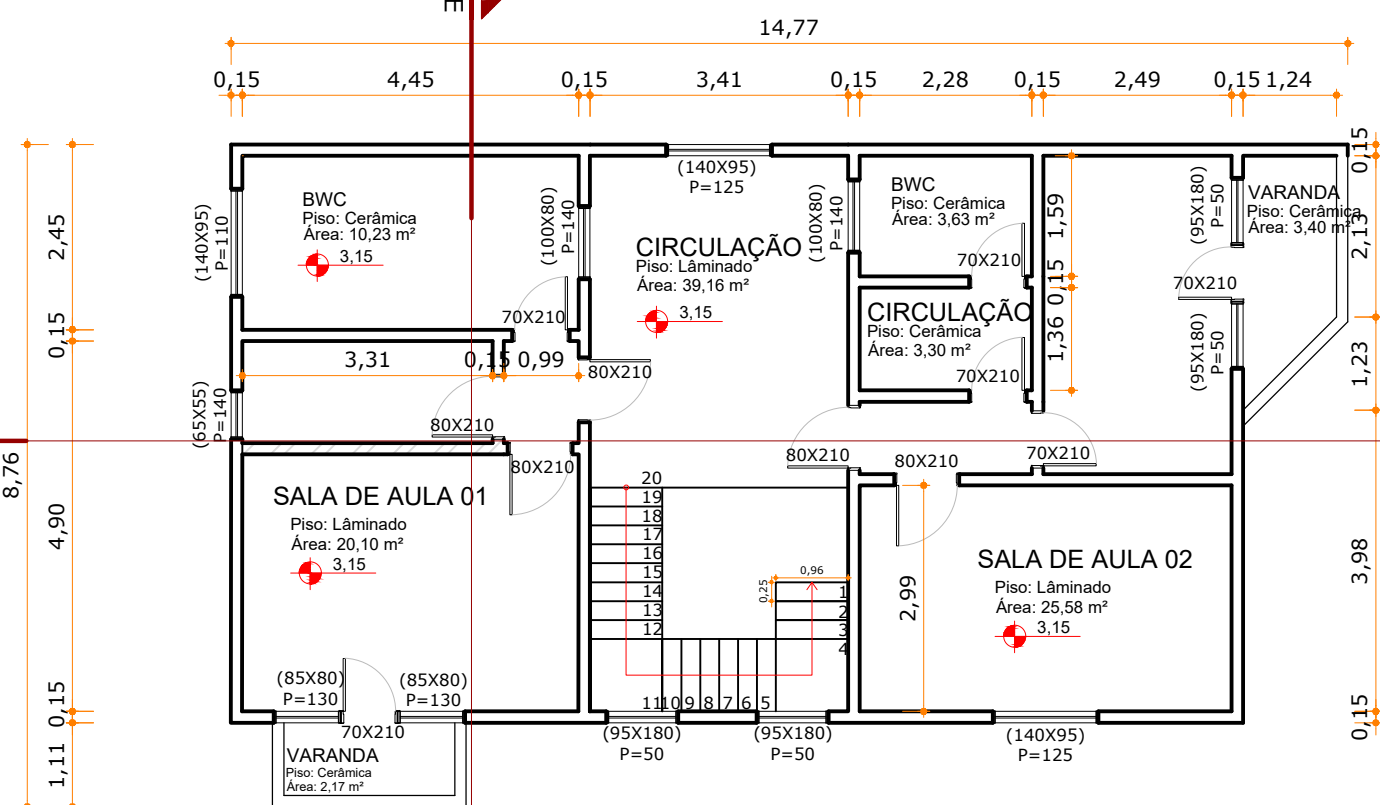 E
14,77
0,15
4,45
0,15
3,41
0,15
2,28
0,15
2,49
0,15
1,24
2,45
0,15
4,90
0,15
1,11
8,76
0,15
2,13
1,23
3,98
0,15
(140X95)
P=110
BWC
Piso: Cerâmica
Área: 10,23 m²
3,15
(100X80)
P=140
70X210
(140X95)
P=125
CIRCULAÇÃO
Piso: Lâminado
Área: 39,16 m²
3,15
(100X80)
P=140
BWC
Piso: Cerâmica
Área: 3,63 m²
70X210
1,59
0,15
1,36
CIRCULAÇÃO
Piso: Cerâmica
Área: 3,30 m²
70X210
(95X180)
P=50
70X210
(95X180)
P=50
VARANDA
Piso: Cerâmica
Área: 3,40 m²
3,31
0,15
0,99
80X210
(65X55)
P=140
80X210
80X210
80X210
80X210
70X210
SALA DE AULA 01
Piso: Lâminado
Área: 20,10 m²
3,15
(85X80)
P=130
(85X80)
P=130
70X210
VARANDA
Piso: Cerâmica
Área: 2,17 m²
20
19
18
17
16
15
14
13
12
11
10
9
8
7
6
5
4
3
2
1
0,96
0,25
(95X180)
P=50
(95X180)
P=50
2,99
SALA DE AULA 02
Piso: Lâminado
Área: 25,58 m²
3,15
(140X95)
P=125